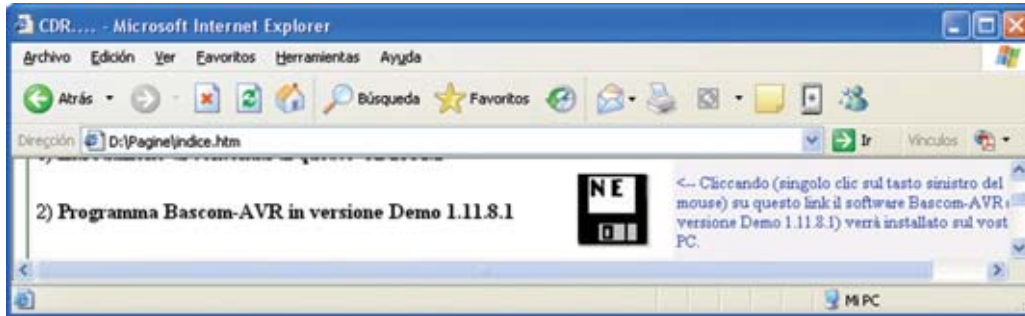 CDR.... - Microsoft Internet Explorer
Archivo Edición Ver Favoritos Herramientas Ayuda
Atrás Búsqueda Favoritos
Dirección D:\Pagine\indice.htm Ir Vínculos
NE
2) Programma Bascom-AVR in versione Demo 1.11.8.1
<-- Cliccando (singolo clic sul tasto sinistro del
mouse) su questo link il software Bascom-AVR
versione Demo 1.11.8.1) verrà installato sul vost
PC.
Mi PC